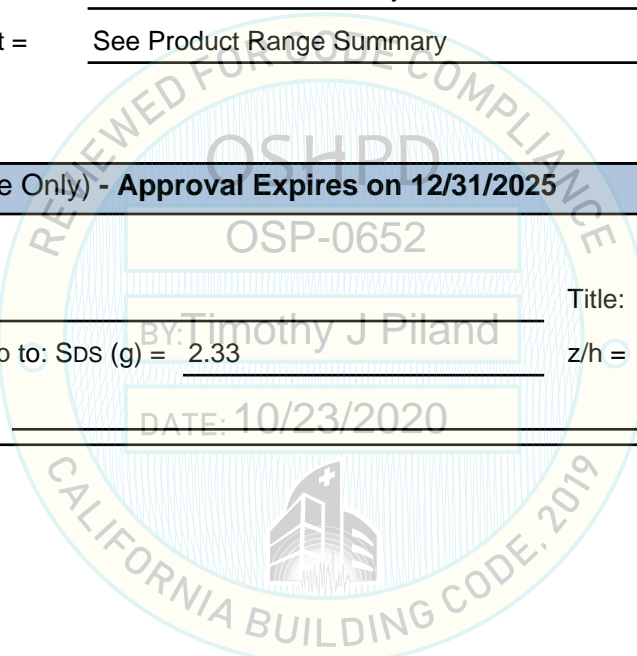 t =
See Product Range Summary
REVIEWED FOR CODE COMPLIANCE
OSHPD
e Only) - Approval Expires on 12/31/2025
OSP-0652
Title:
BY: Timothy J Piland
to: SDS (g) = 2.33
z/h =
DATE: 10/23/2020
CALIFORNIA BUILDING CODE, 2019